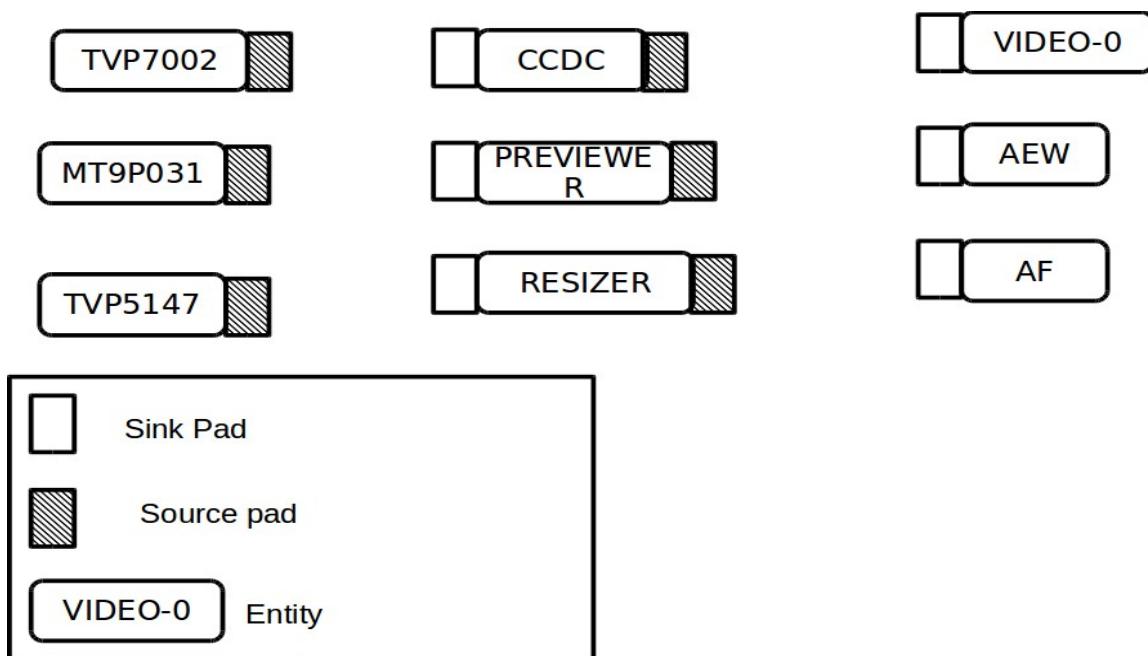 TVP7002
CCDC
VIDEO-0
MT9P031
PREVIEWE
R
AEW
TVP5147
RESIZER
AF
Sink Pad
Source pad
VIDEO-0
Entity